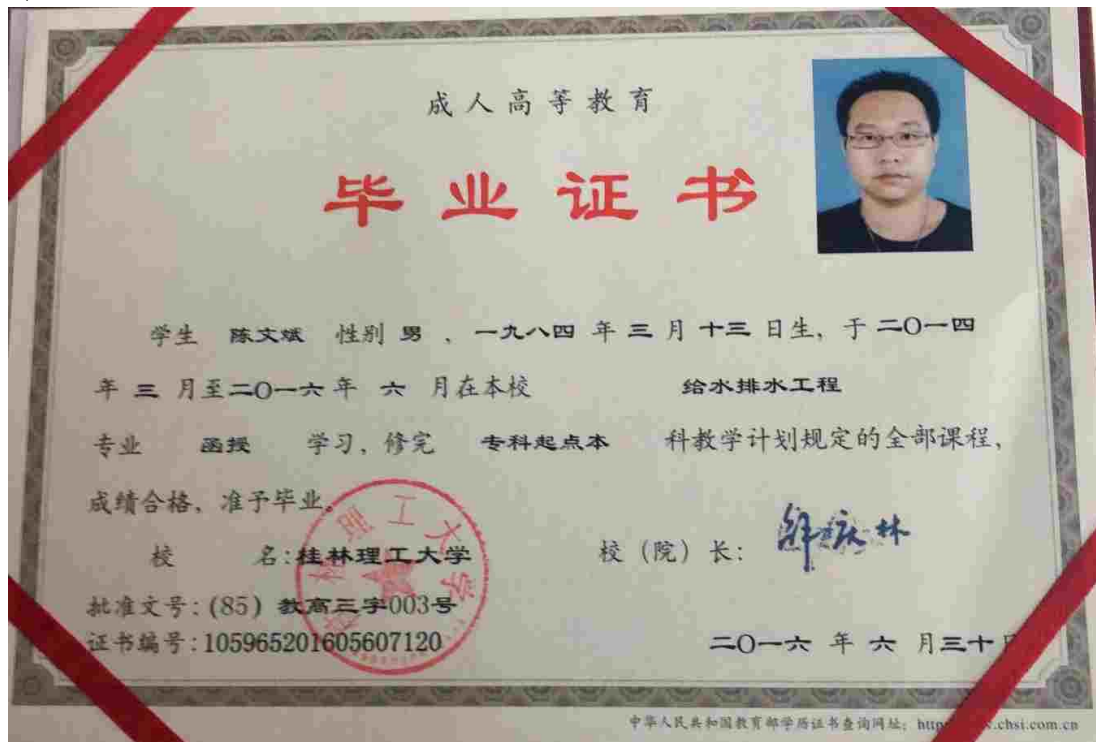 成人高等教育
毕业证书
学生 陈文斌 性别 男 , 一九八四 年 三 月 十三 日生, 于 二〇一四
年 三 月至二〇一六年 六 月在本校 给水排水工程
专业 函授 学习, 修完 专科起点本 科教学计划规定的全部课程,
成绩合格, 准予毕业。
校 名:桂林理工大学 校(院)长:
批准文号:(85)教高三字003号
证书编号:105965201605607120 二〇一六 年 六 月三十日
桂林理工大学
中华人民共和国教育部学历证书查询网址: http .chsi.com.cn